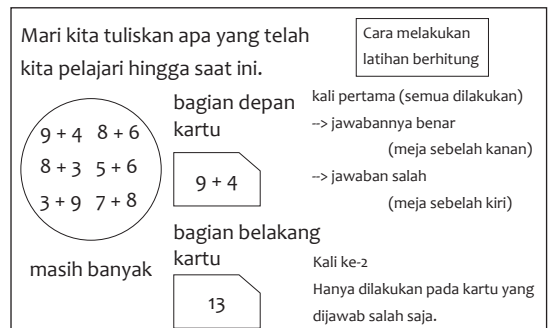 Mari kita tuliskan apa yang telah
kita pelajari hingga saat ini.
Cara melakukan
latihan berhitung
9 + 4 8 + 6
8 + 3 5 + 6
3 + 9 7 + 8
masih banyak
bagian depan
kartu
9 + 4
bagian belakang
kartu
13
kali pertama (semua dilakukan)
--> jawabannya benar
(meja sebelah kanan)
--> jawaban salah
(meja sebelah kiri)
Kali ke-2
Hanya dilakukan pada kartu yang
dijawab salah saja.